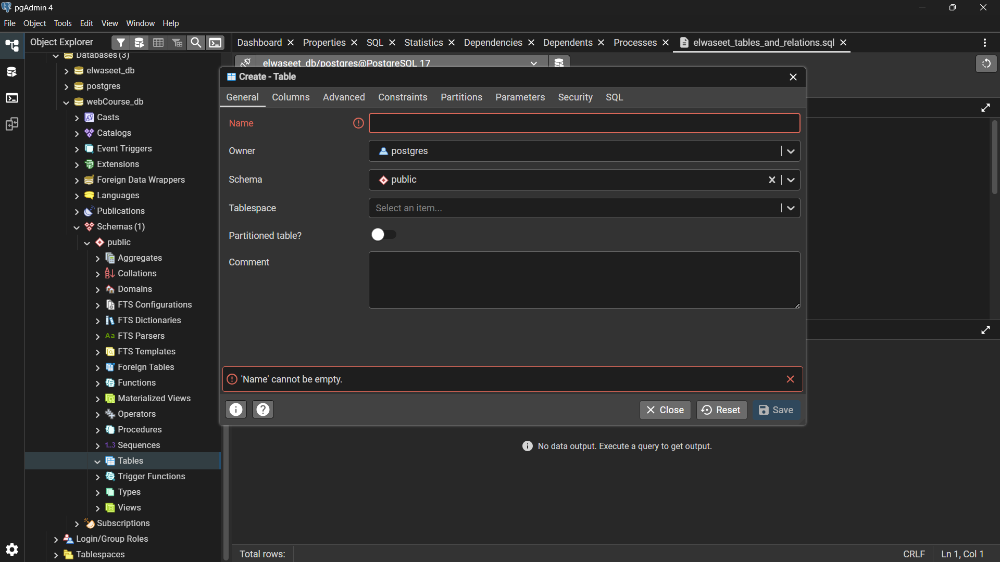 pgAdmin 4
File Object Tools Edit View Window Help
Object Explorer
Dashboard Properties SQL Statistics Dependencies Dependents Processes elwaseet_tables_and_relations.sql
Databases (3)
elwaseet_db
postgres
webCourse_db
Casts
Catalogs
Event Triggers
Extensions
Foreign Data Wrappers
Languages
Publications
Schemas (1)
public
Aggregates
Collations
Domains
FTS Configurations
FTS Dictionaries
Aa FTS Parsers
FTS Templates
Foreign Tables
Functions
Materialized Views
Operators
Procedures
1..3 Sequences
Tables
Trigger Functions
Types
Views
Subscriptions
Login/Group Roles
Tablespaces
elwaseet_db/postgres@PostgreSQL 17
Create - Table
General Columns Advanced Constraints Partitions Parameters Security SQL
Name
Owner postgres
Schema public
Tablespace Select an item...
Partitioned table?
Comment
'Name' cannot be empty.
Close Reset Save
No data output. Execute a query to get output.
Total rows:
CRLF Ln 1, Col 1